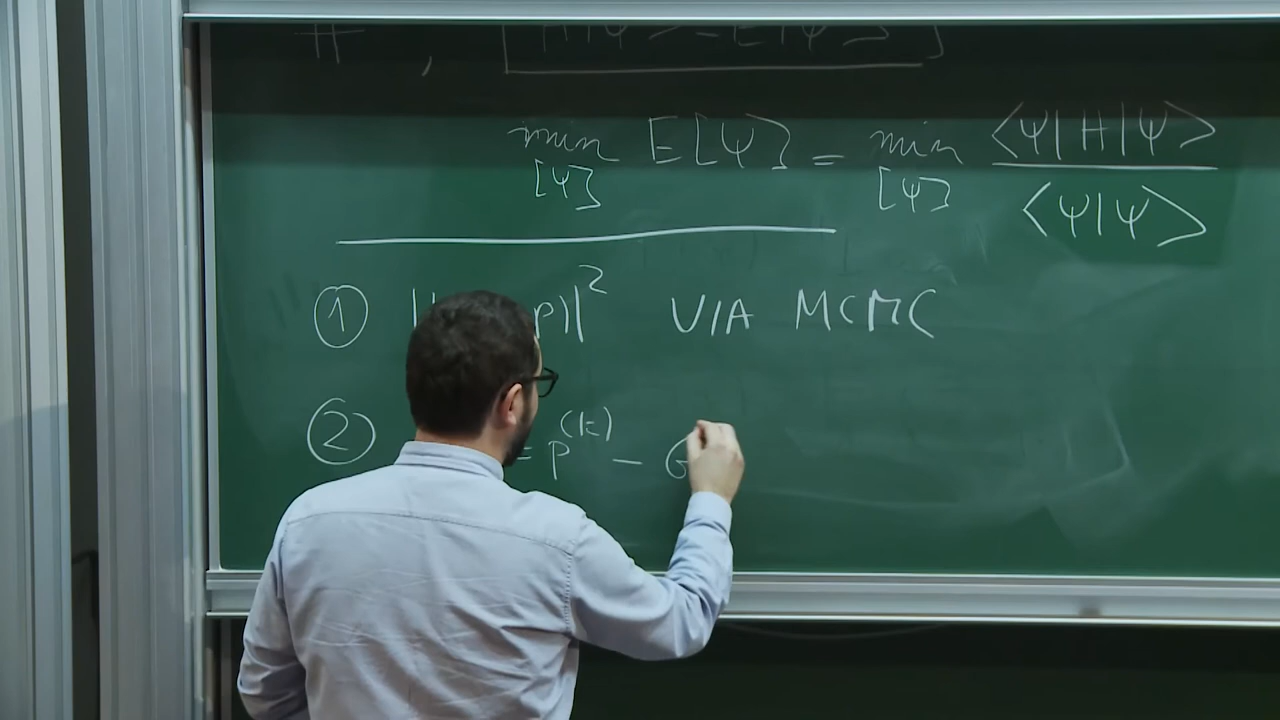 H , [H|Ψ>=E|Ψ>]
min E[Ψ] = min <Ψ|H|Ψ>
[Ψ] [Ψ] <Ψ|Ψ>
① | p)|² VIA MCMC
② = p^(k) −